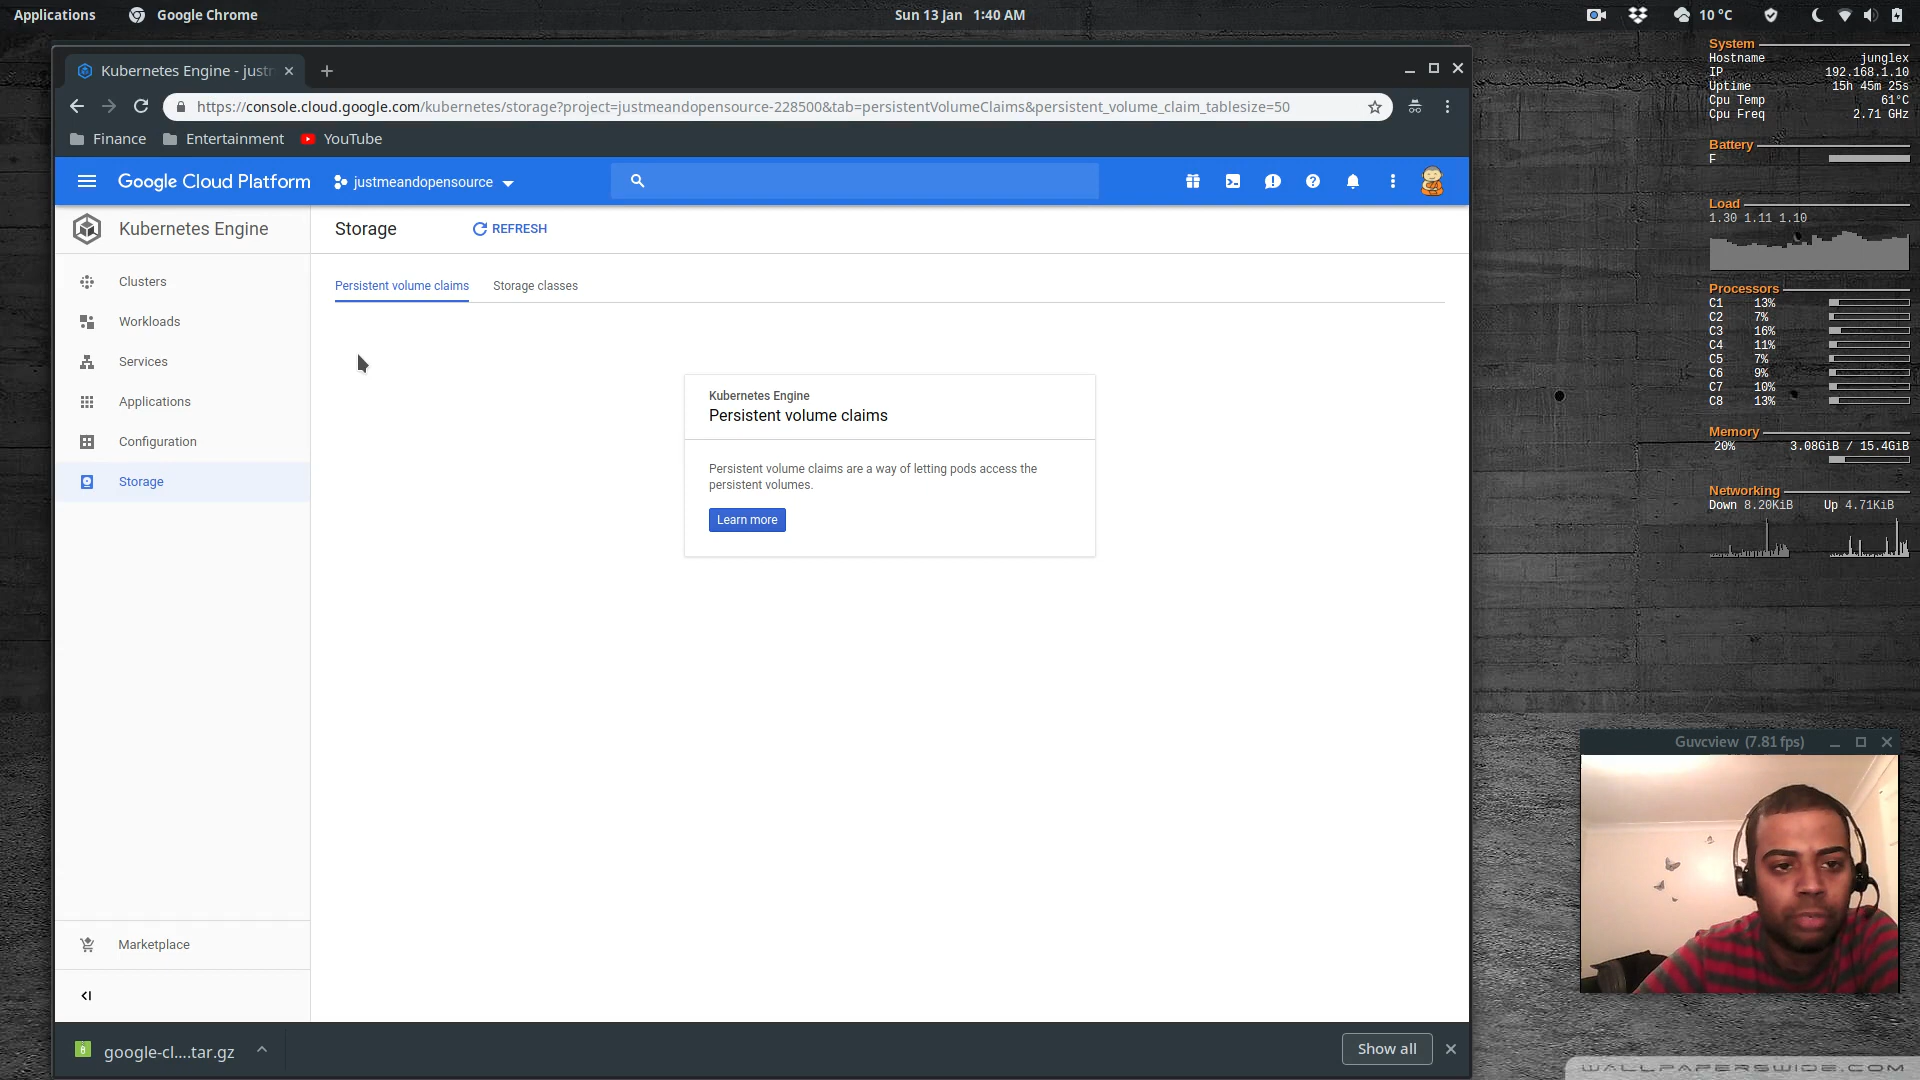 Applications
Google Chrome
Sun 13 Jan 1:40 AM
10 °C
Kubernetes Engine - justn
https://console.cloud.google.com/kubernetes/storage?project=justmeandopensource-228500&tab=persistentVolumeClaims&persistent_volume_claim_tablesize=50
Finance
Entertainment
YouTube
Google Cloud Platform
justmeandopensource
Kubernetes Engine
Storage
REFRESH
Clusters
Workloads
Services
Applications
Configuration
Storage
Marketplace
Persistent volume claims
Storage classes
Kubernetes Engine
Persistent volume claims
Persistent volume claims are a way of letting pods access the
persistent volumes.
Learn more
google-cl....tar.gz
Show all
System
Hostname junglex
IP 192.168.1.10
Uptime 15h 45m 25s
Cpu Temp 61°C
Cpu Freq 2.71 GHz
Battery
F
Load
1.30 1.11 1.10
Processors
C1 13%
C2 7%
C3 16%
C4 11%
C5 7%
C6 9%
C7 10%
C8 13%
Memory
20% 3.08GiB / 15.4GiB
Networking
Down 8.20KiB Up 4.71KiB
Guvcview (7.81 fps)
WALLPAPERSWIDE.COM